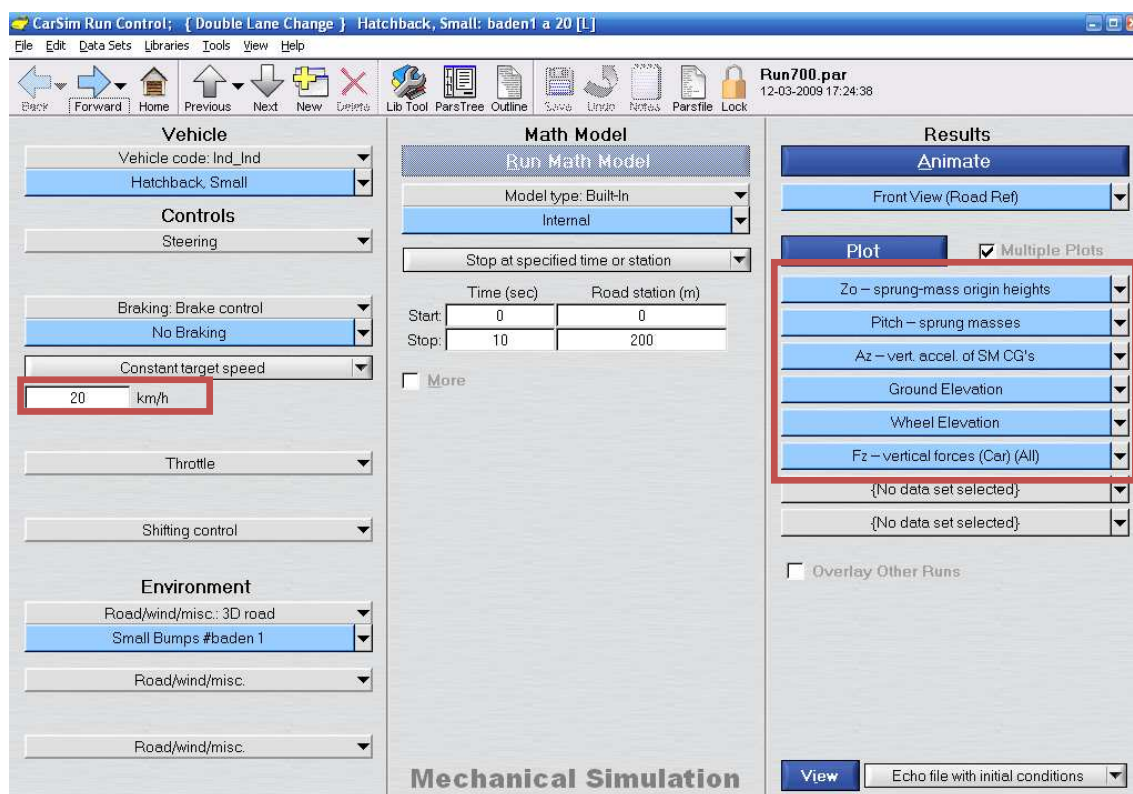 CarSim Run Control; { Double Lane Change } Hatchback, Small: baden1 a 20 [L]
File Edit Data Sets Libraries Tools View Help
Back Forward Home Previous Next New Delete Lib Tool ParsTree Outline Save Undo Notes Parsfile Lock
Run700.par
12-03-2009 17:24:38
Vehicle
Vehicle code: Ind_Ind
Hatchback, Small
Controls
Steering
Braking: Brake control
No Braking
Constant target speed
20 km/h
Throttle
Shifting control
Environment
Road/wind/misc.: 3D road
Small Bumps #baden 1
Road/wind/misc.
Road/wind/misc.
Math Model
Run Math Model
Model type: Built-In
Internal
Stop at specified time or station
Time (sec) Road station (m)
Start: 0 0
Stop: 10 200
More
Mechanical Simulation
Results
Animate
Front View (Road Ref)
Plot Multiple Plots
Zo – sprung-mass origin heights
Pitch – sprung masses
Az – vert. accel. of SM CG's
Ground Elevation
Wheel Elevation
Fz – vertical forces (Car) (All)
{No data set selected}
{No data set selected}
Overlay Other Runs
View Echo file with initial conditions